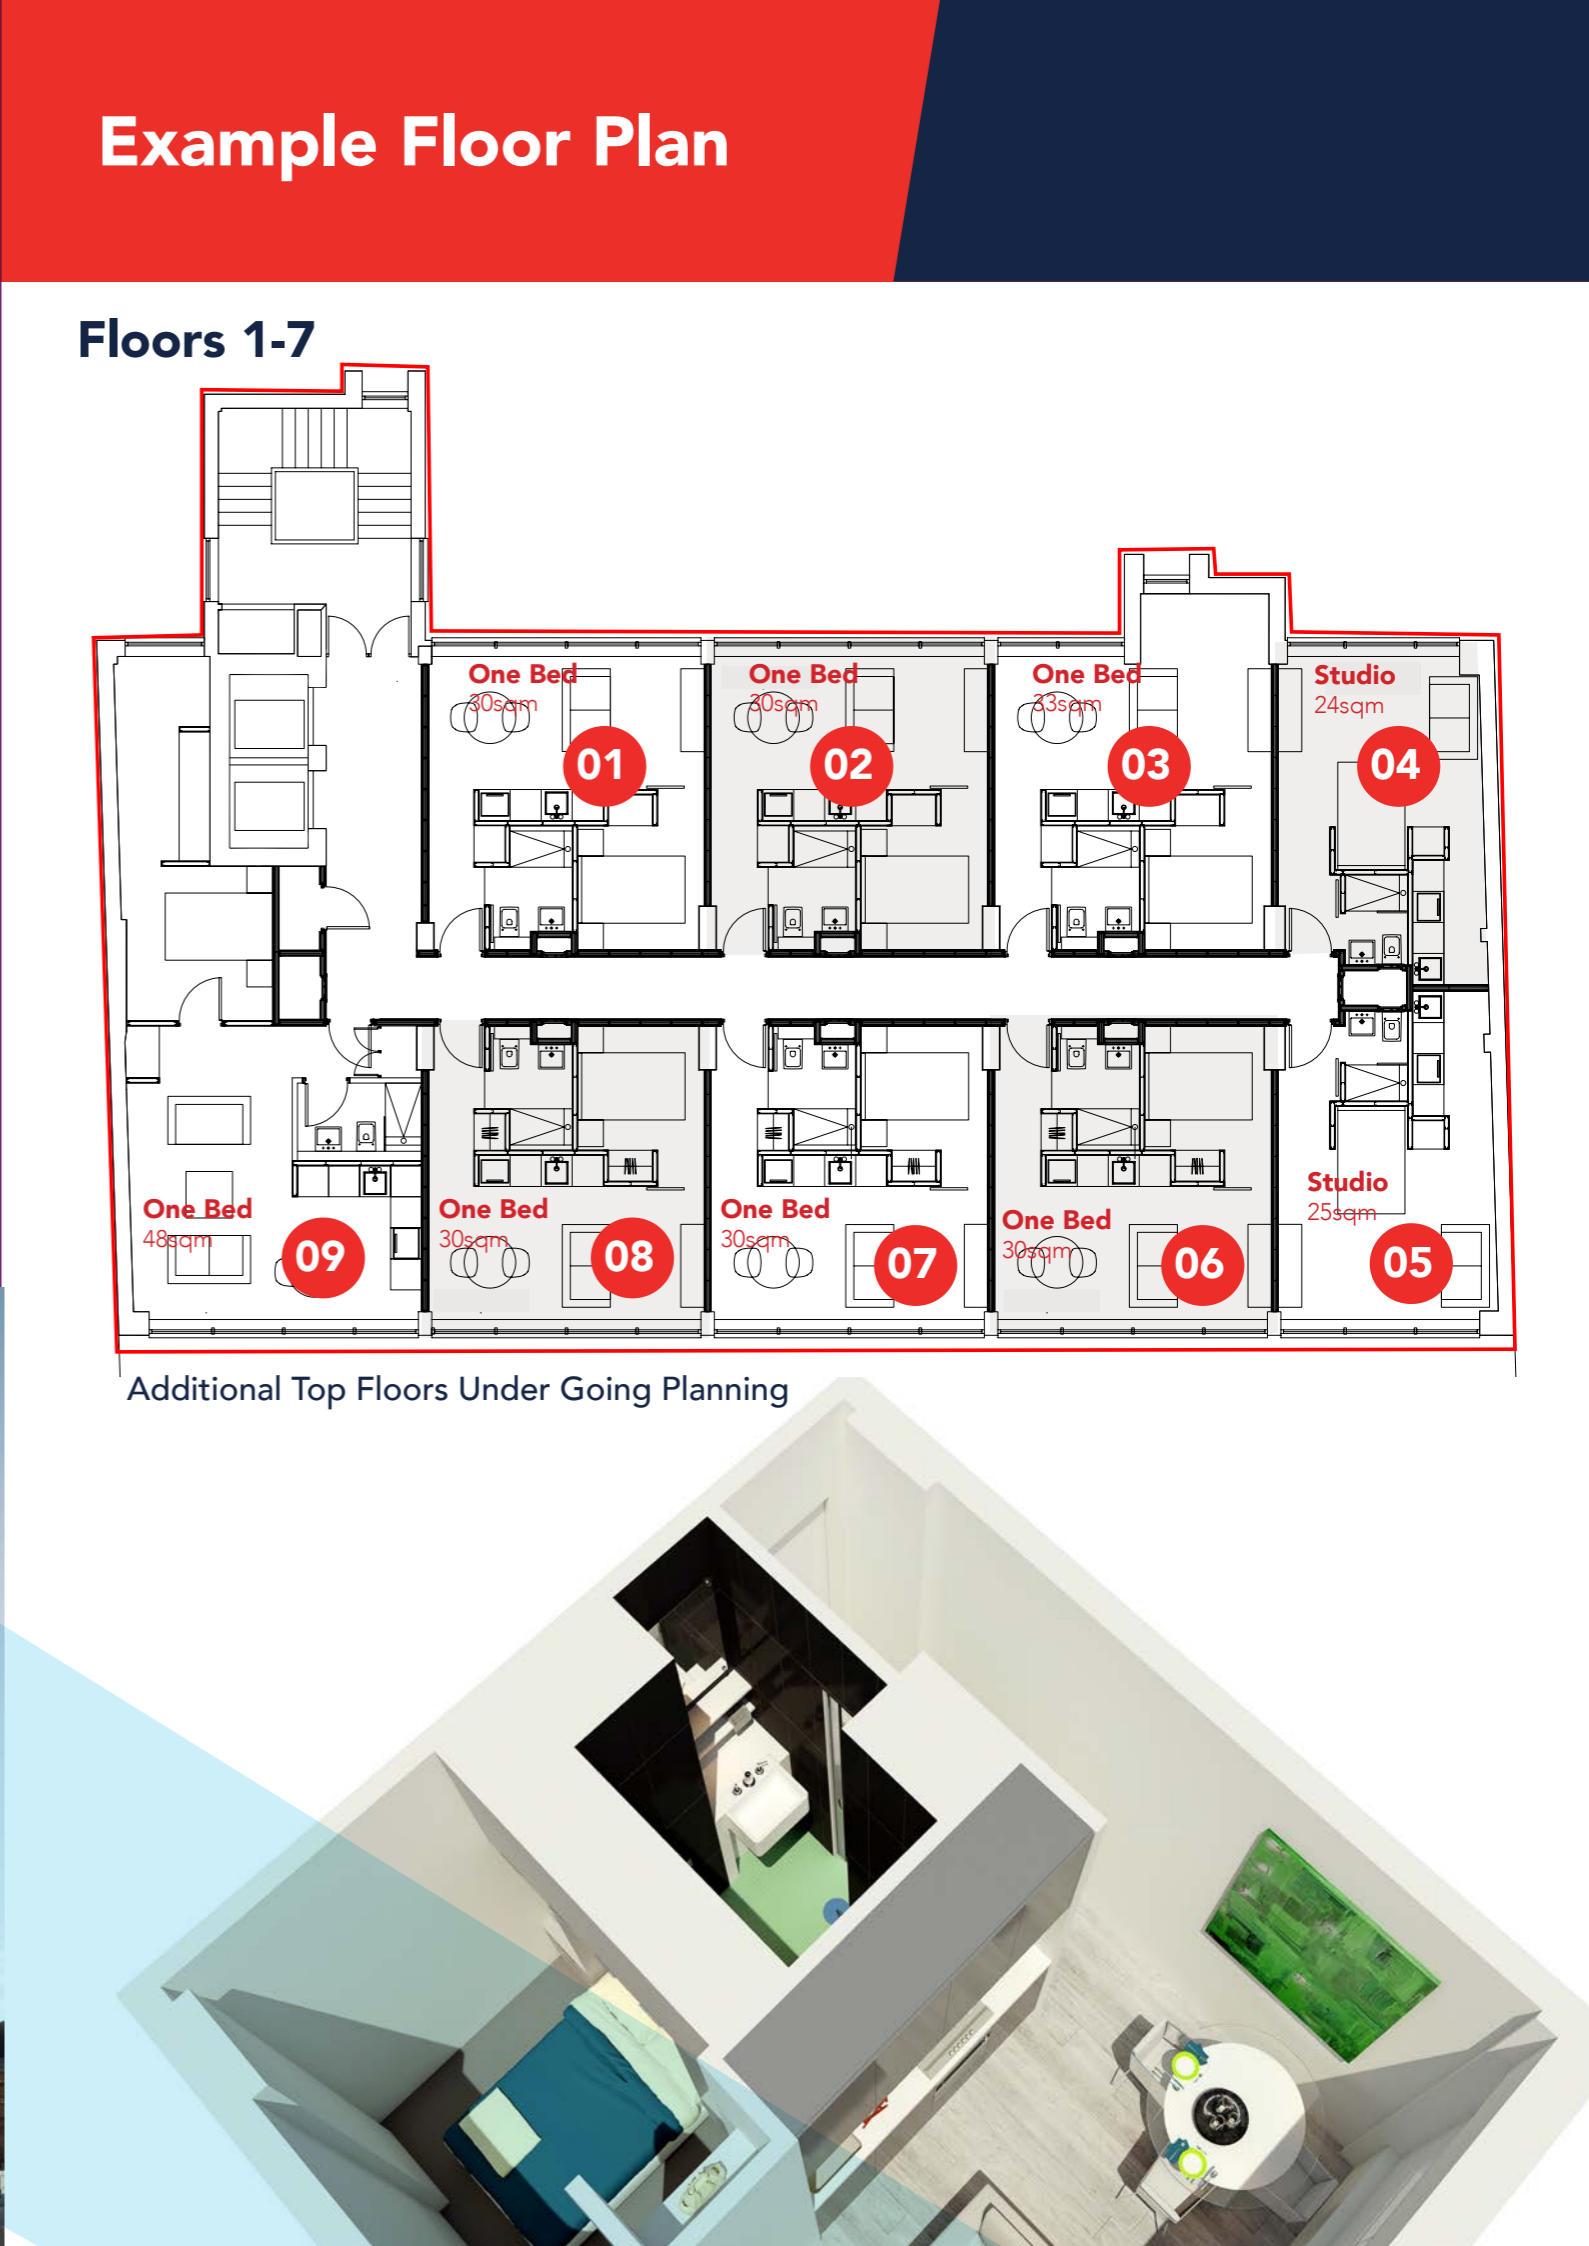 Example Floor Plan
Floors 1-7
One Bed
30sqm
01
One Bed
30sqm
02
One Bed
33sqm
03
Studio
24sqm
04
One Bed
48sqm
09
One Bed
30sqm
08
One Bed
30sqm
07
One Bed
30sqm
06
Studio
25sqm
05
Additional Top Floors Under Going Planning